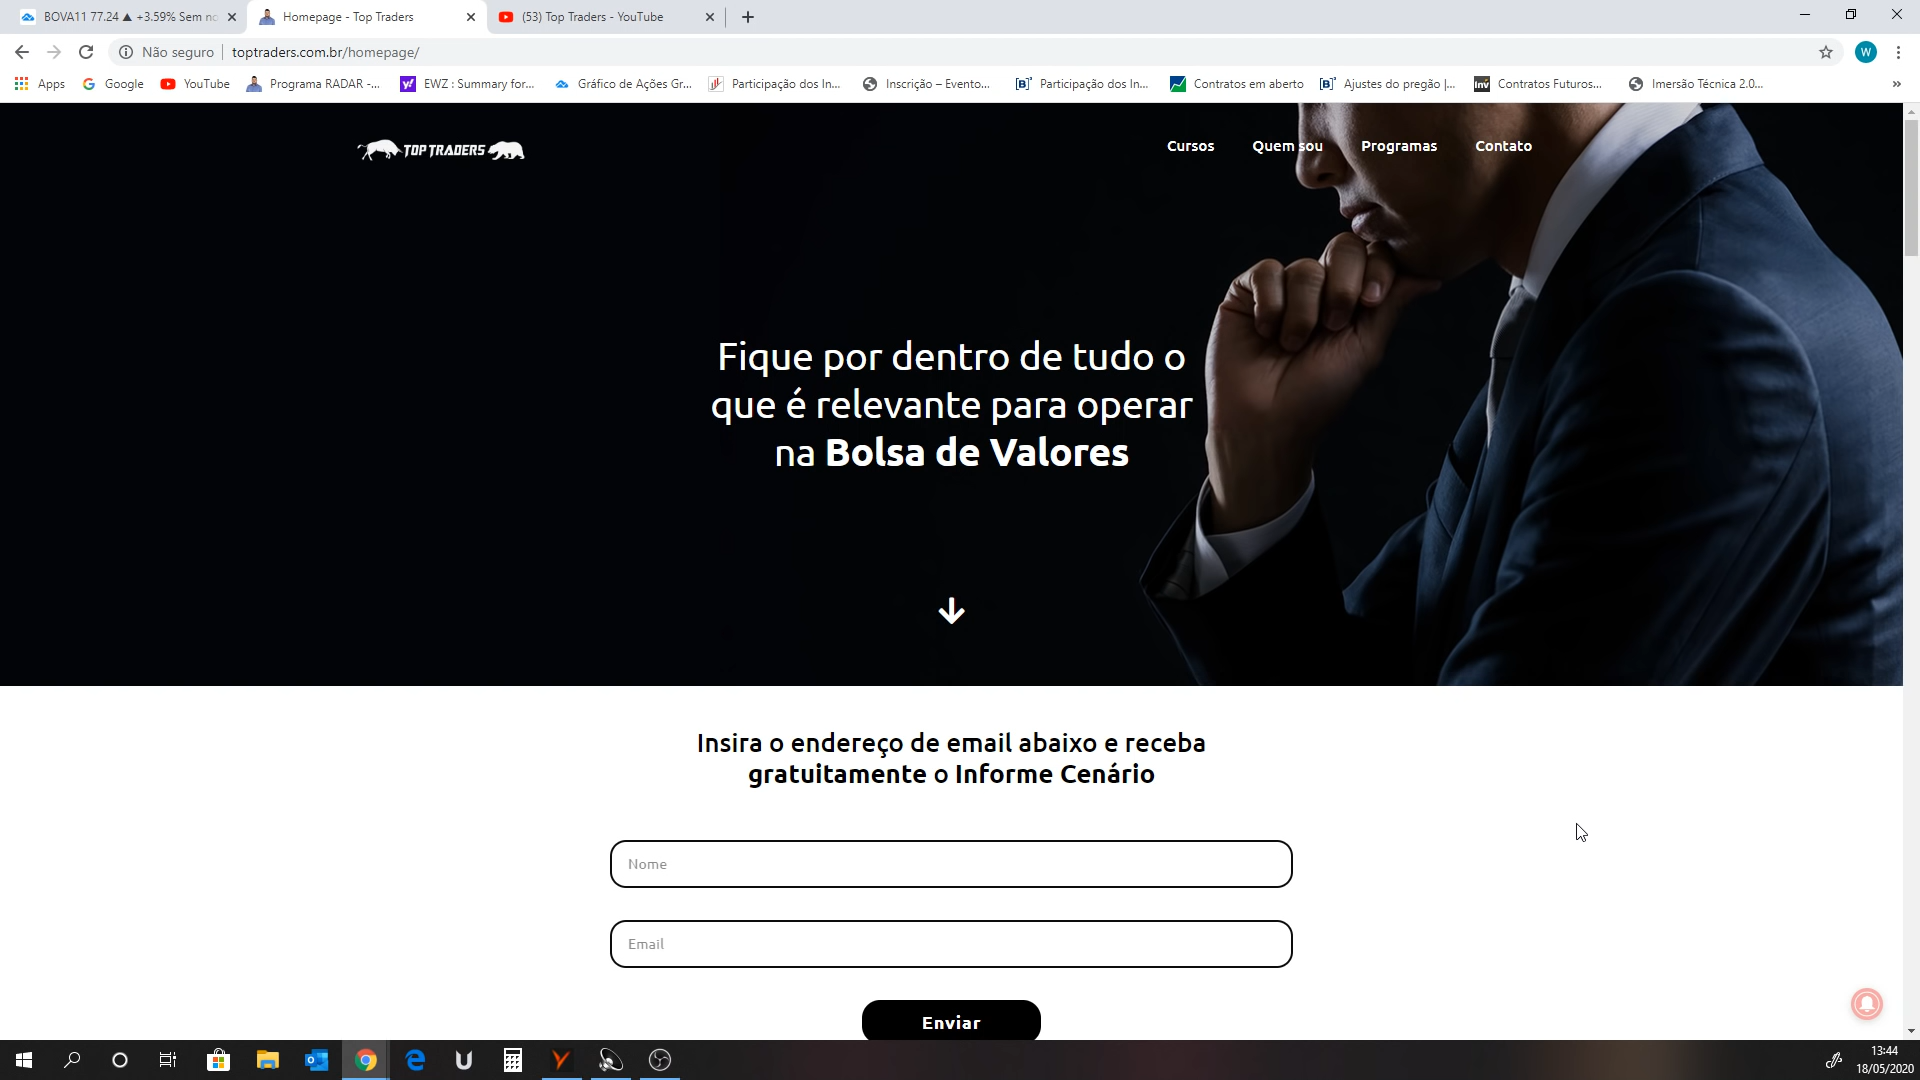 BOVA11 77.24 ▲ +3.59% Sem no
Homepage - Top Traders
(53) Top Traders - YouTube
Não seguro
toptraders.com.br/homepage/
W
Apps
Google
YouTube
Programa RADAR -...
EWZ : Summary for...
Gráfico de Ações Gr...
Participação dos In...
Inscrição – Evento...
Participação dos In...
Contratos em aberto
Ajustes do pregão |...
Contratos Futuros...
Imersão Técnica 2.0...
TOP TRADERS
Cursos
Quem sou
Programas
Contato
Fique por dentro de tudo o
que é relevante para operar
na Bolsa de Valores
Insira o endereço de email abaixo e receba
gratuitamente o Informe Cenário
Nome
Email
Enviar
13:44
18/05/2020